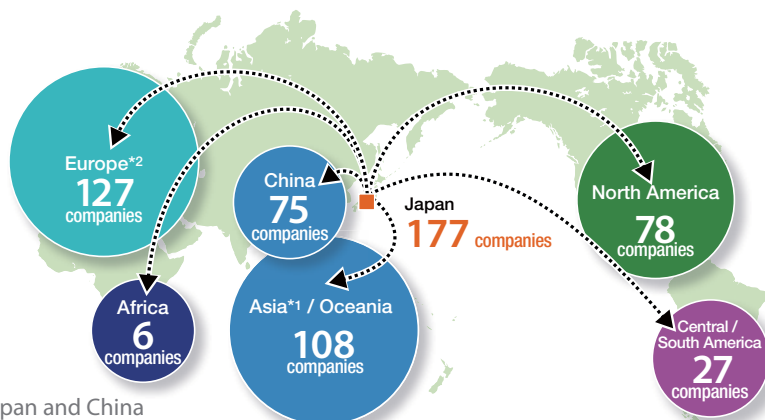 Europe*2
127
companies
China
75
companies
Japan
177 companies
North America
78
companies
Africa
6
companies
Asia*1 / Oceania
108
companies
Central /
South America
27
companies
and China